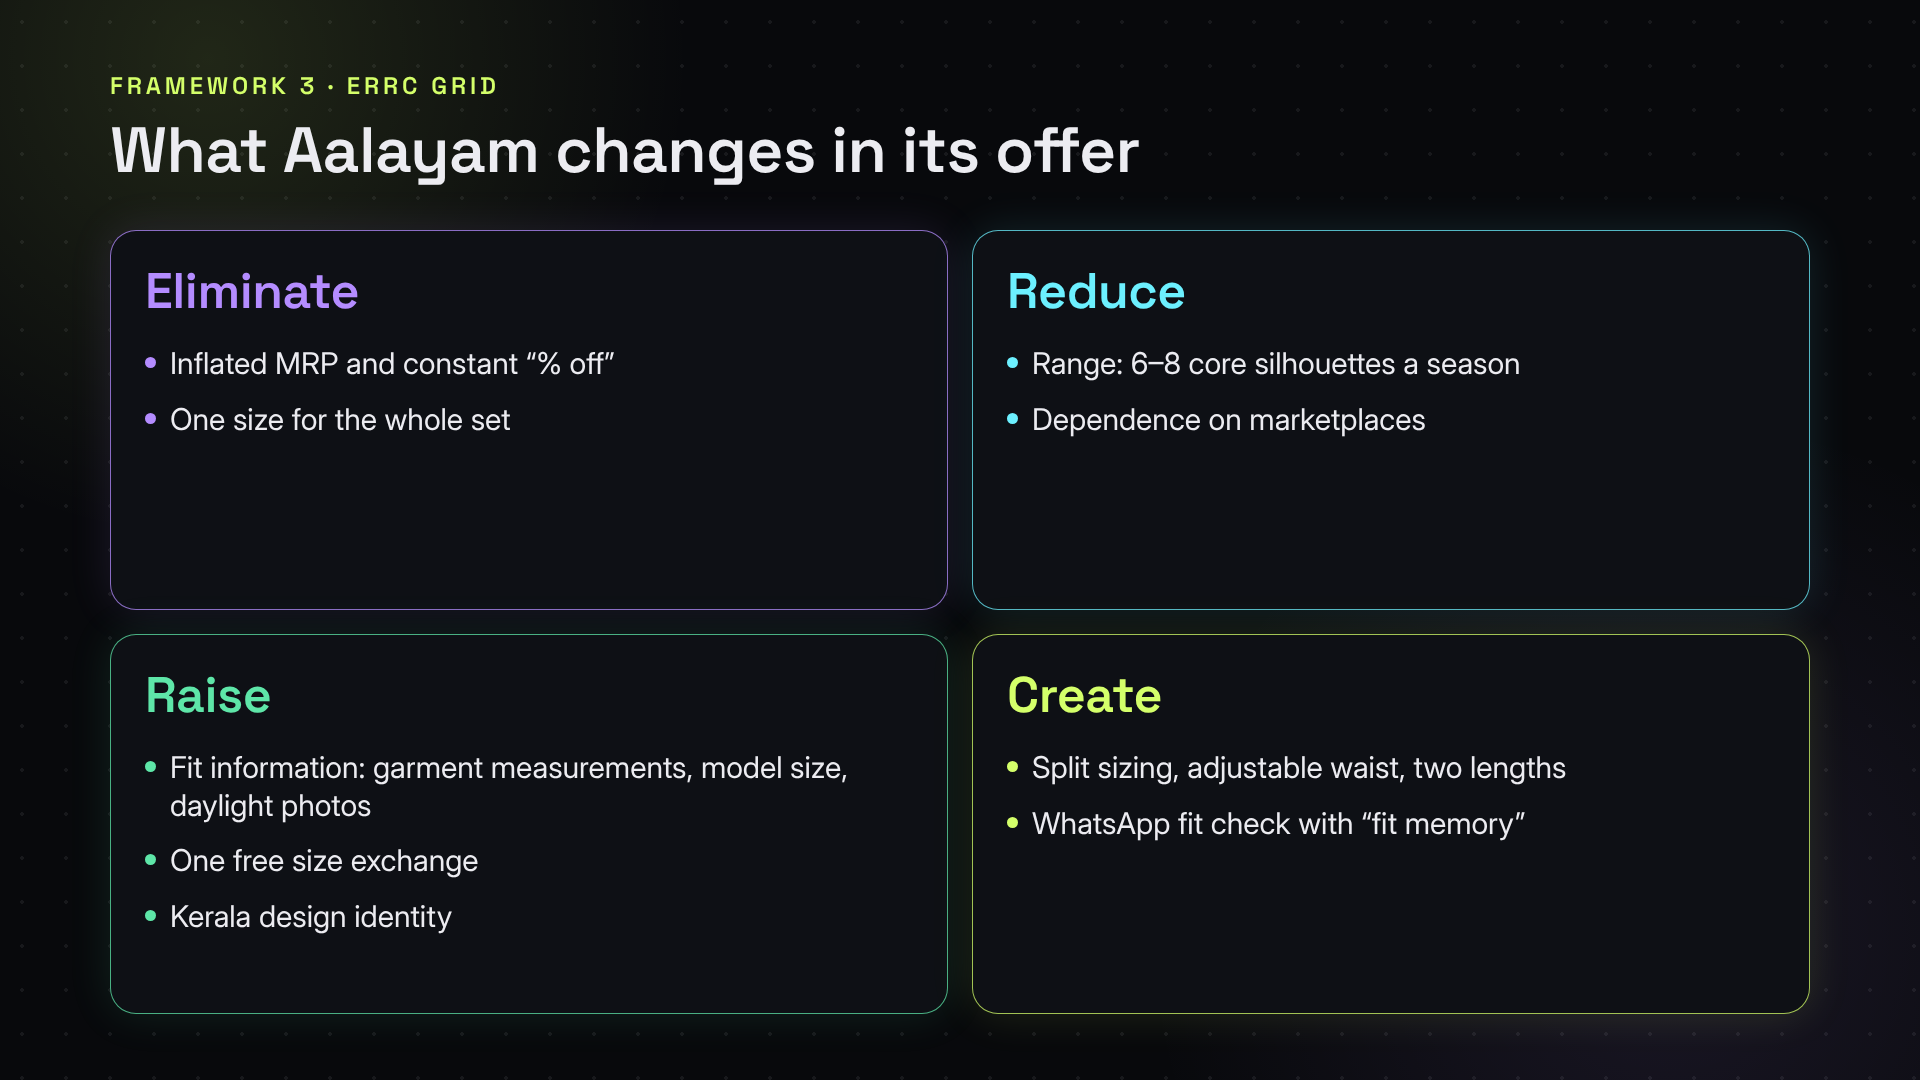 FRAMEWORK 3 · ERRC GRID
What Aalayam changes in its offer
Eliminate
• Inflated MRP and constant “% off”
• One size for the whole set
Reduce
• Range: 6–8 core silhouettes a season
• Dependence on marketplaces
Raise
• Fit information: garment measurements, model size,
daylight photos
• One free size exchange
• Kerala design identity
Create
• Split sizing, adjustable waist, two lengths
• WhatsApp fit check with “fit memory”